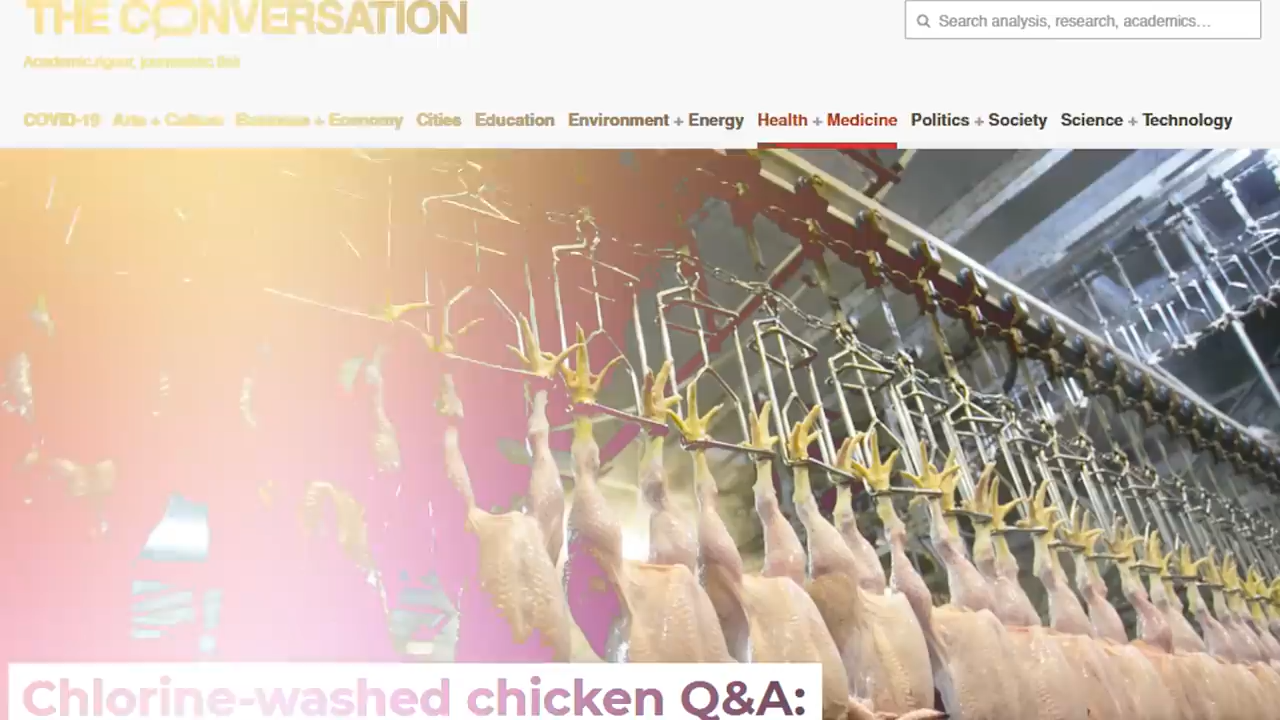 THE CONVERSATION
Academic rigour, journalistic flair
Search analysis, research, academics...
COVID-19 Arts + Culture Business + Economy Cities Education Environment + Energy Health + Medicine Politics + Society Science + Technology
Chlorine-washed chicken Q&A: